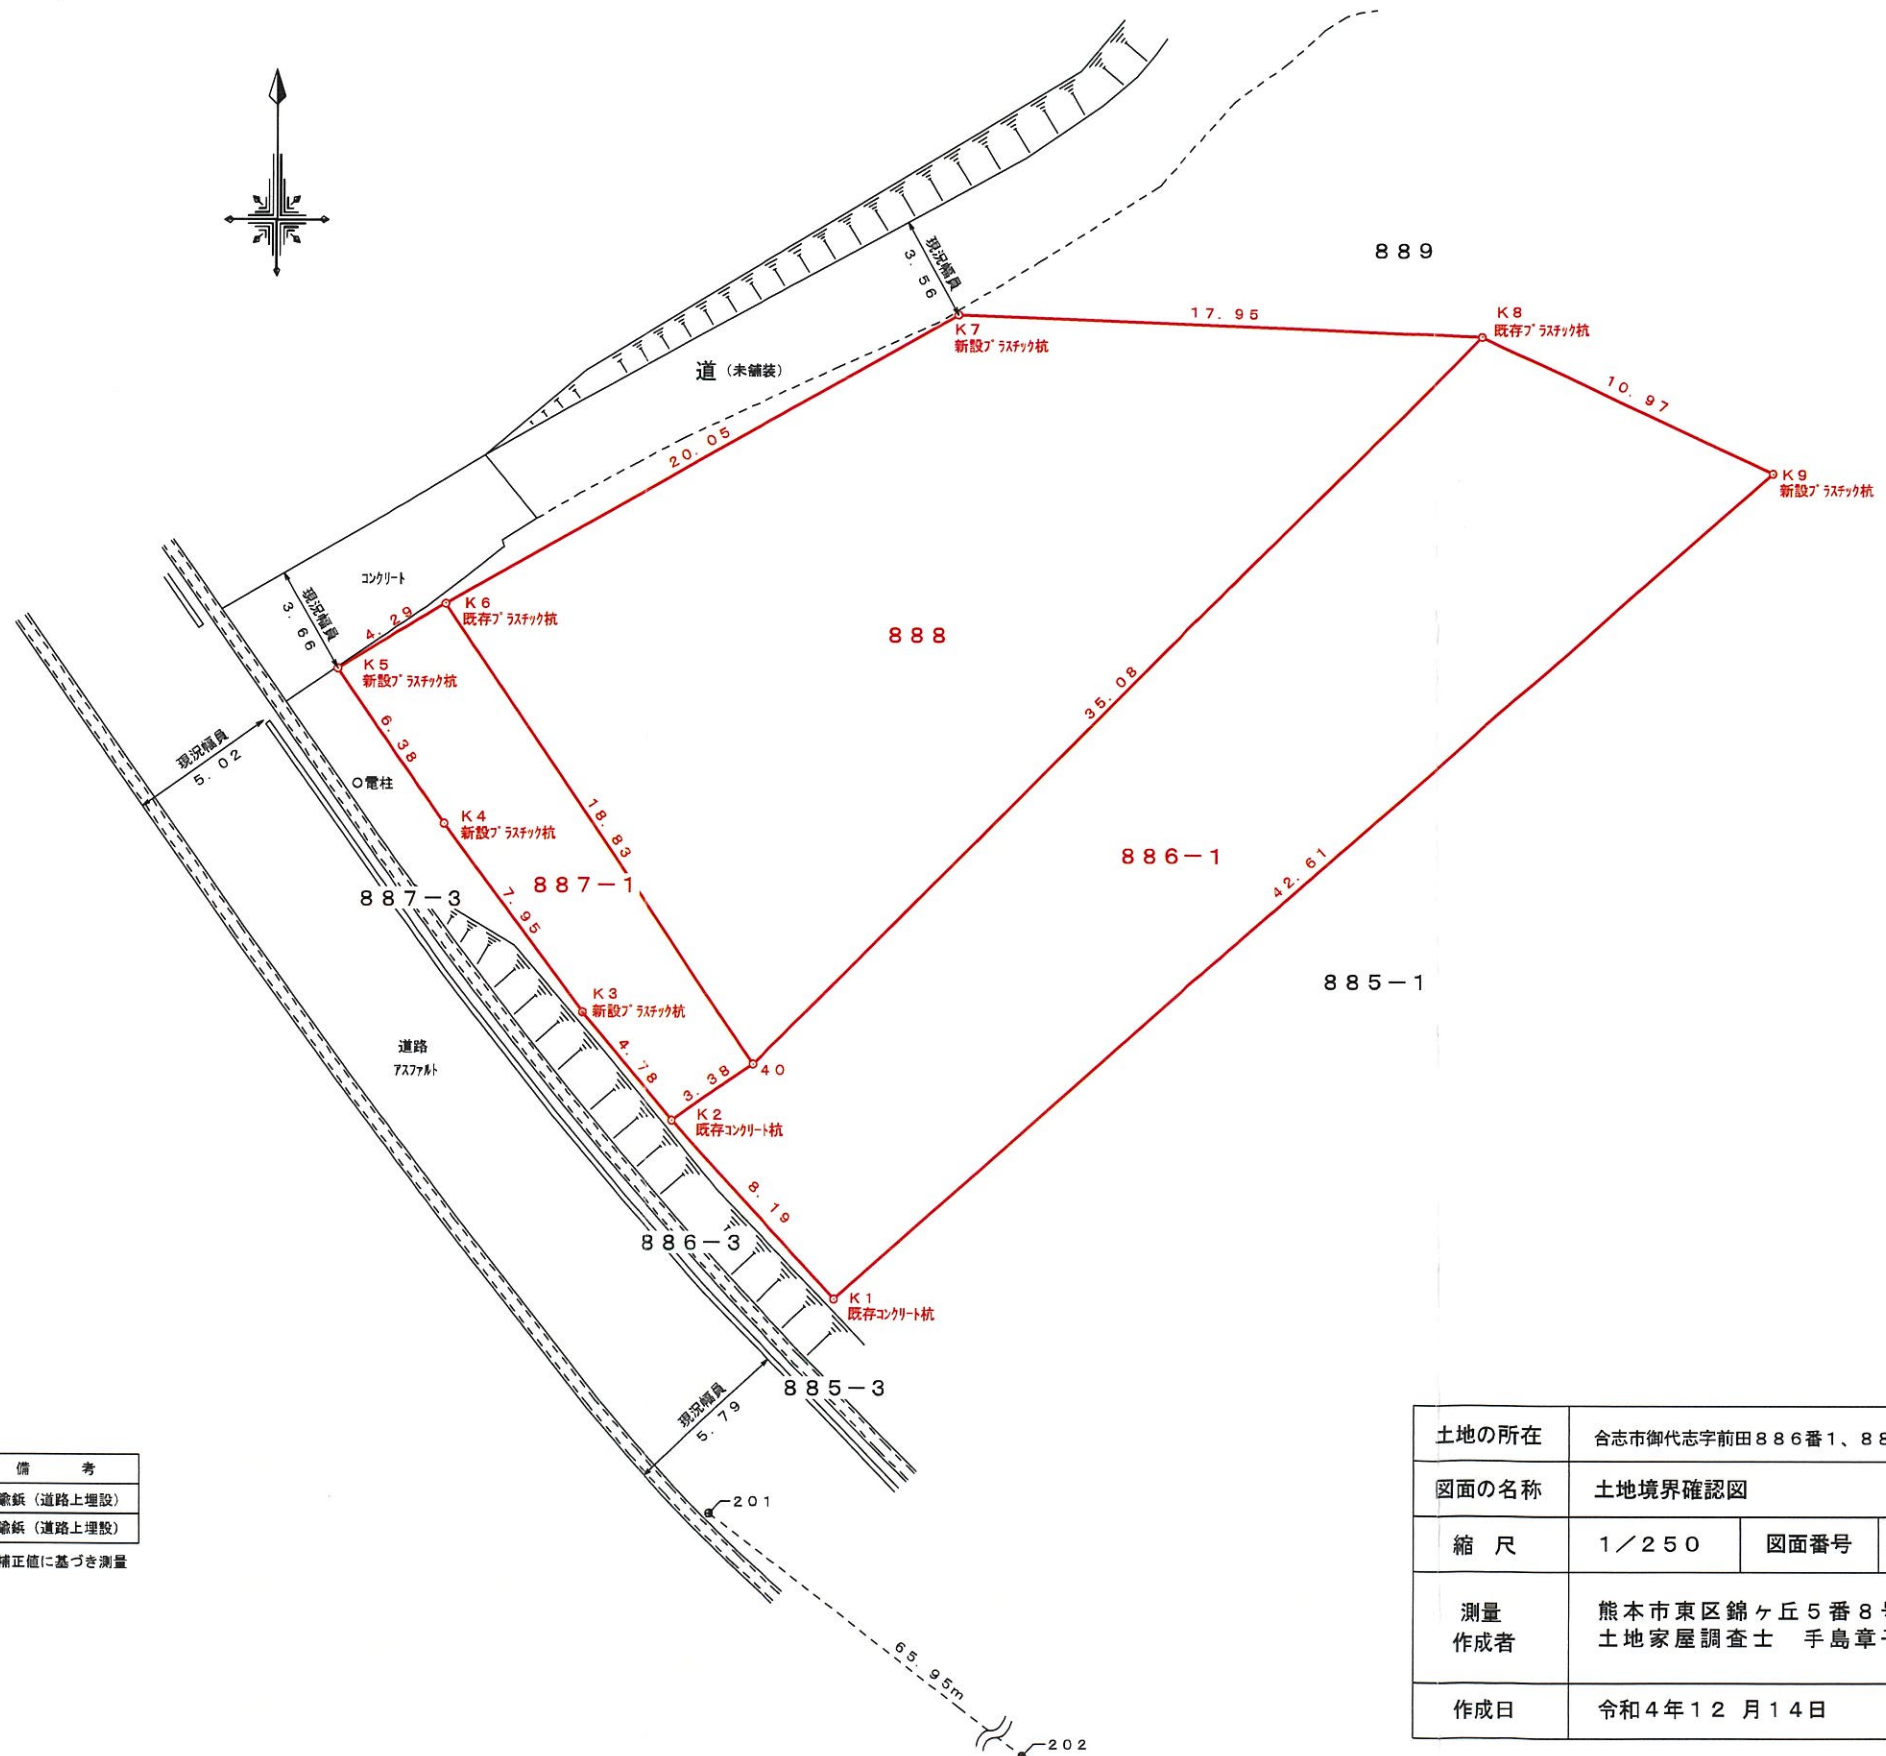 889
現況幅員
3.56
17.95
K8
既存プラスチック杭
K7
新設プラスチック杭
道（未舗装）
10.97
20.05
K9
新設プラスチック杭
コンクリート
現況幅員
3.66
4.29
K6
既存プラスチック杭
888
K5
新設プラスチック杭
35.08
6.38
現況幅員
5.02
電柱
K4
新設プラスチック杭
18.83
886－1
42.61
887－1
887－3
7.95
885－1
K3
新設プラスチック杭
道路
アスファルト
4.78
3.38
40
K2
既存コンクリート杭
8.19
886－3
K1
既存コンクリート杭
885－3
現況幅員
5.79
201
65.95m
202
備　考
鋲（道路上埋設）
鋲（道路上埋設）
補正値に基づき測量
土地の所在 合志市御代志字前田886番1、88
図面の名称 土地境界確認図
縮　尺 1／250 図面番号
測量
作成者
熊本市東区錦ヶ丘5番8
土地家屋調査士　手島章
作成日 令和4年12月14日